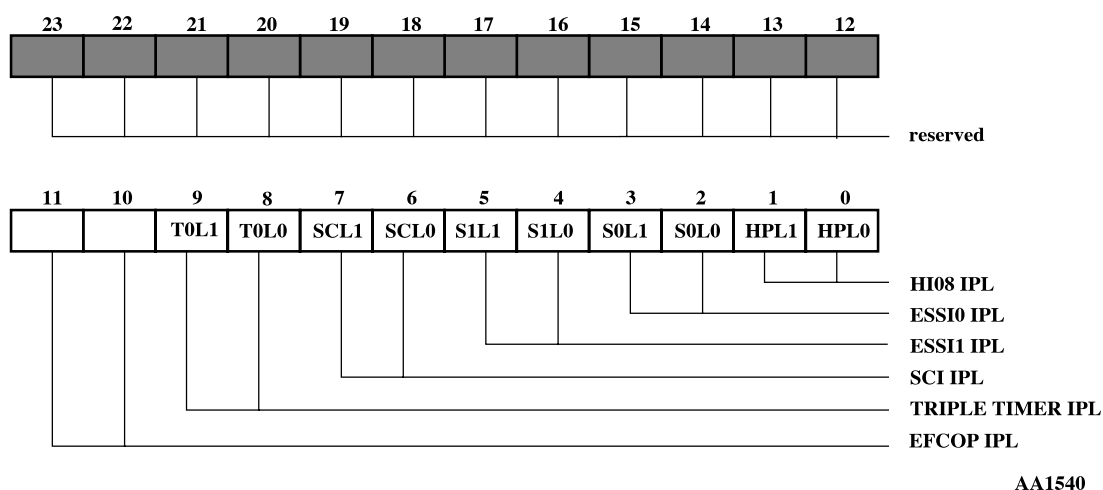 23 22 21 20 19 18 17 16 15 14 13 12
reserved
11 10 9 8 7 6 5 4 3 2 1 0
T0L1 T0L0 SCL1 SCL0 S1L1 S1L0 S0L1 S0L0 HPL1 HPL0
HI08 IPL
ESSI0 IPL
ESSI1 IPL
SCI IPL
TRIPLE TIMER IPL
EFCOP IPL
AA1540